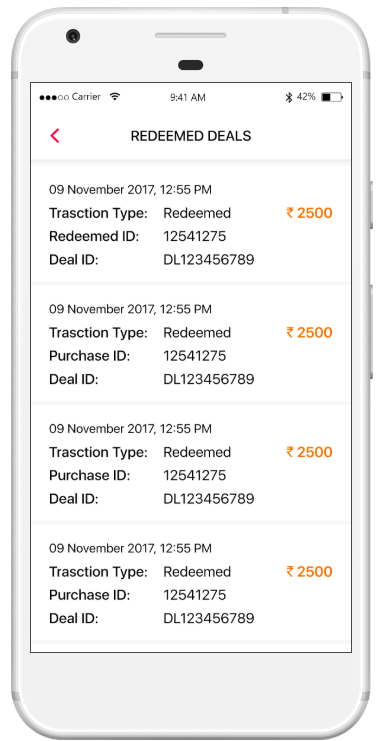 Carrier 9:41 AM 42%
REDEEMED DEALS
09 November 2017, 12:55 PM
Trasction Type: Redeemed ₹ 2500
Redeemed ID: 12541275
Deal ID: DL123456789
09 November 2017, 12:55 PM
Trasction Type: Redeemed ₹ 2500
Purchase ID: 12541275
Deal ID: DL123456789
09 November 2017, 12:55 PM
Trasction Type: Redeemed ₹ 2500
Purchase ID: 12541275
Deal ID: DL123456789
09 November 2017, 12:55 PM
Trasction Type: Redeemed ₹ 2500
Purchase ID: 12541275
Deal ID: DL123456789